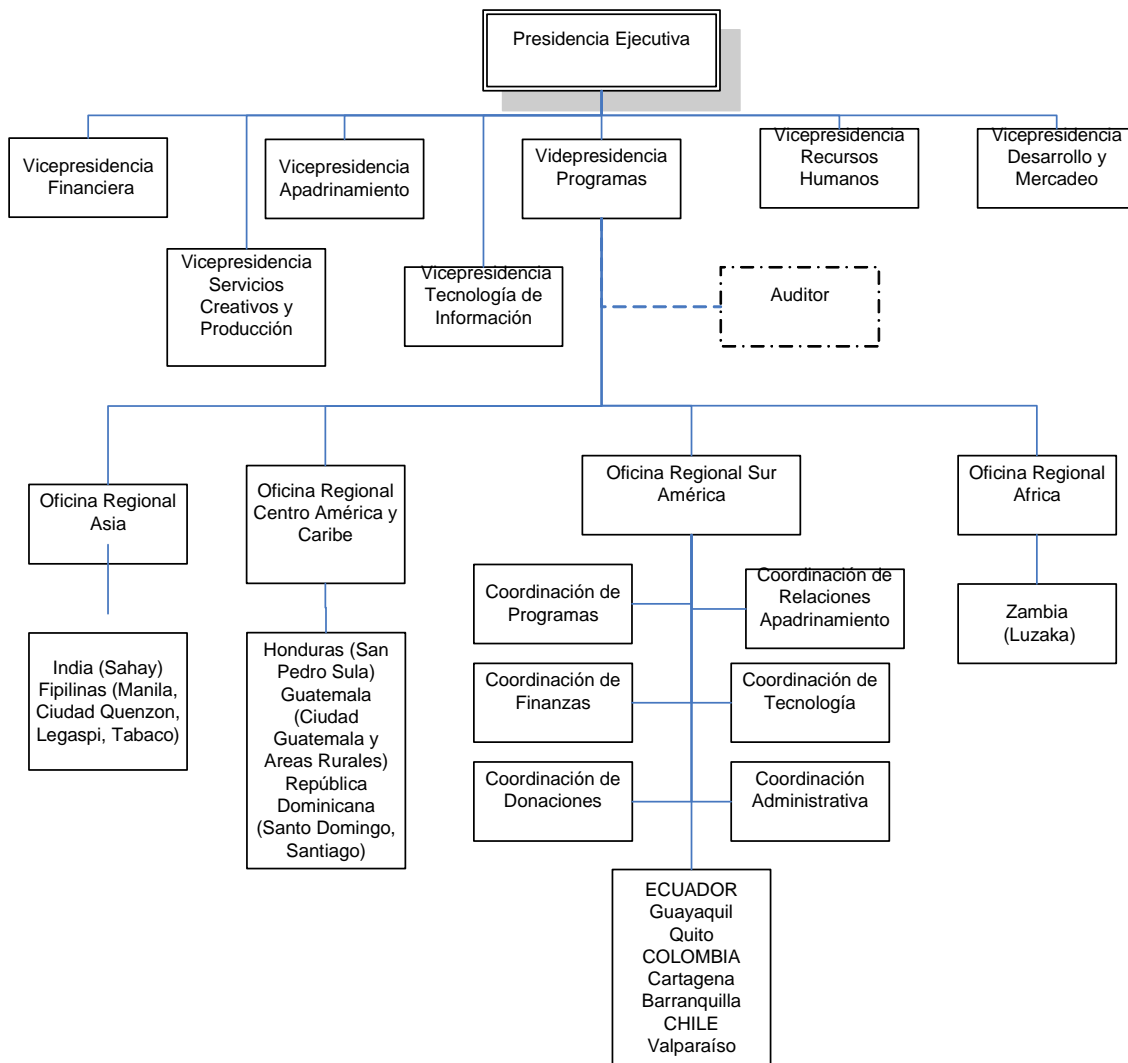 Presidencia Ejecutiva
Vicepresidencia
Financiera
Vicepresidencia
Apadrinamiento
Videpresidencia
Programas
Vicepresidencia
Recursos
Humanos
Vicepresidencia
Desarrollo y
Mercadeo
Vicepresidencia
Servicios
Creativos y
Producción
Vicepresidencia
Tecnología de
Información
Auditor
Oficina Regional
Asia
Oficina Regional
Centro América y
Caribe
Oficina Regional Sur
América
Oficina Regional
Africa
India (Sahay)
Fipilinas (Manila,
Ciudad Quenzon,
Legaspi, Tabaco)
Honduras (San
Pedro Sula)
Guatemala
(Ciudad
Guatemala y
Areas Rurales)
República
Dominicana
(Santo Domingo,
Santiago)
Coordinación de
Programas
Coordinación de
Relaciones
Apadrinamiento
Coordinación de
Finanzas
Coordinación de
Tecnología
Coordinación de
Donaciones
Coordinación
Administrativa
ECUADOR
Guayaquil
Quito
COLOMBIA
Cartagena
Barranquilla
CHILE
Valparaíso
Zambia
(Luzaka)